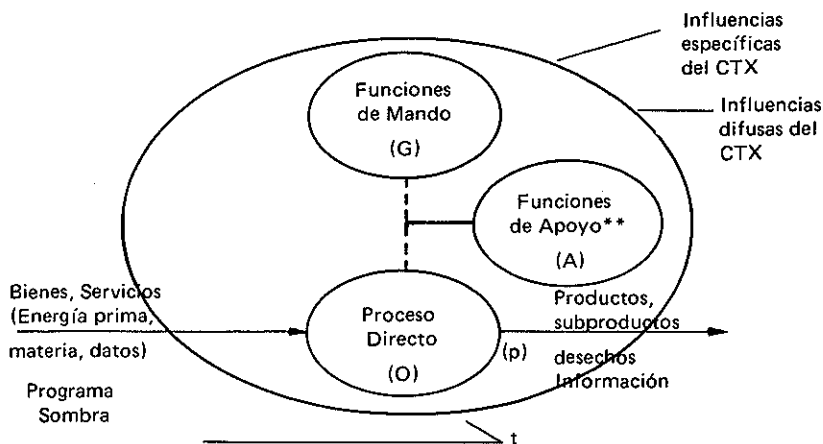 Influencias
específicas
del CTX
Influencias
difusas del
CTX
Funciones
de Mando
(G)
Funciones
de Apoyo**
(A)
Bienes, Servicios
(Energía prima,
materia, datos)
Proceso
Directo
(O)
(p)
Productos,
subproductos
desechos
Información
Programa
Sombra
t